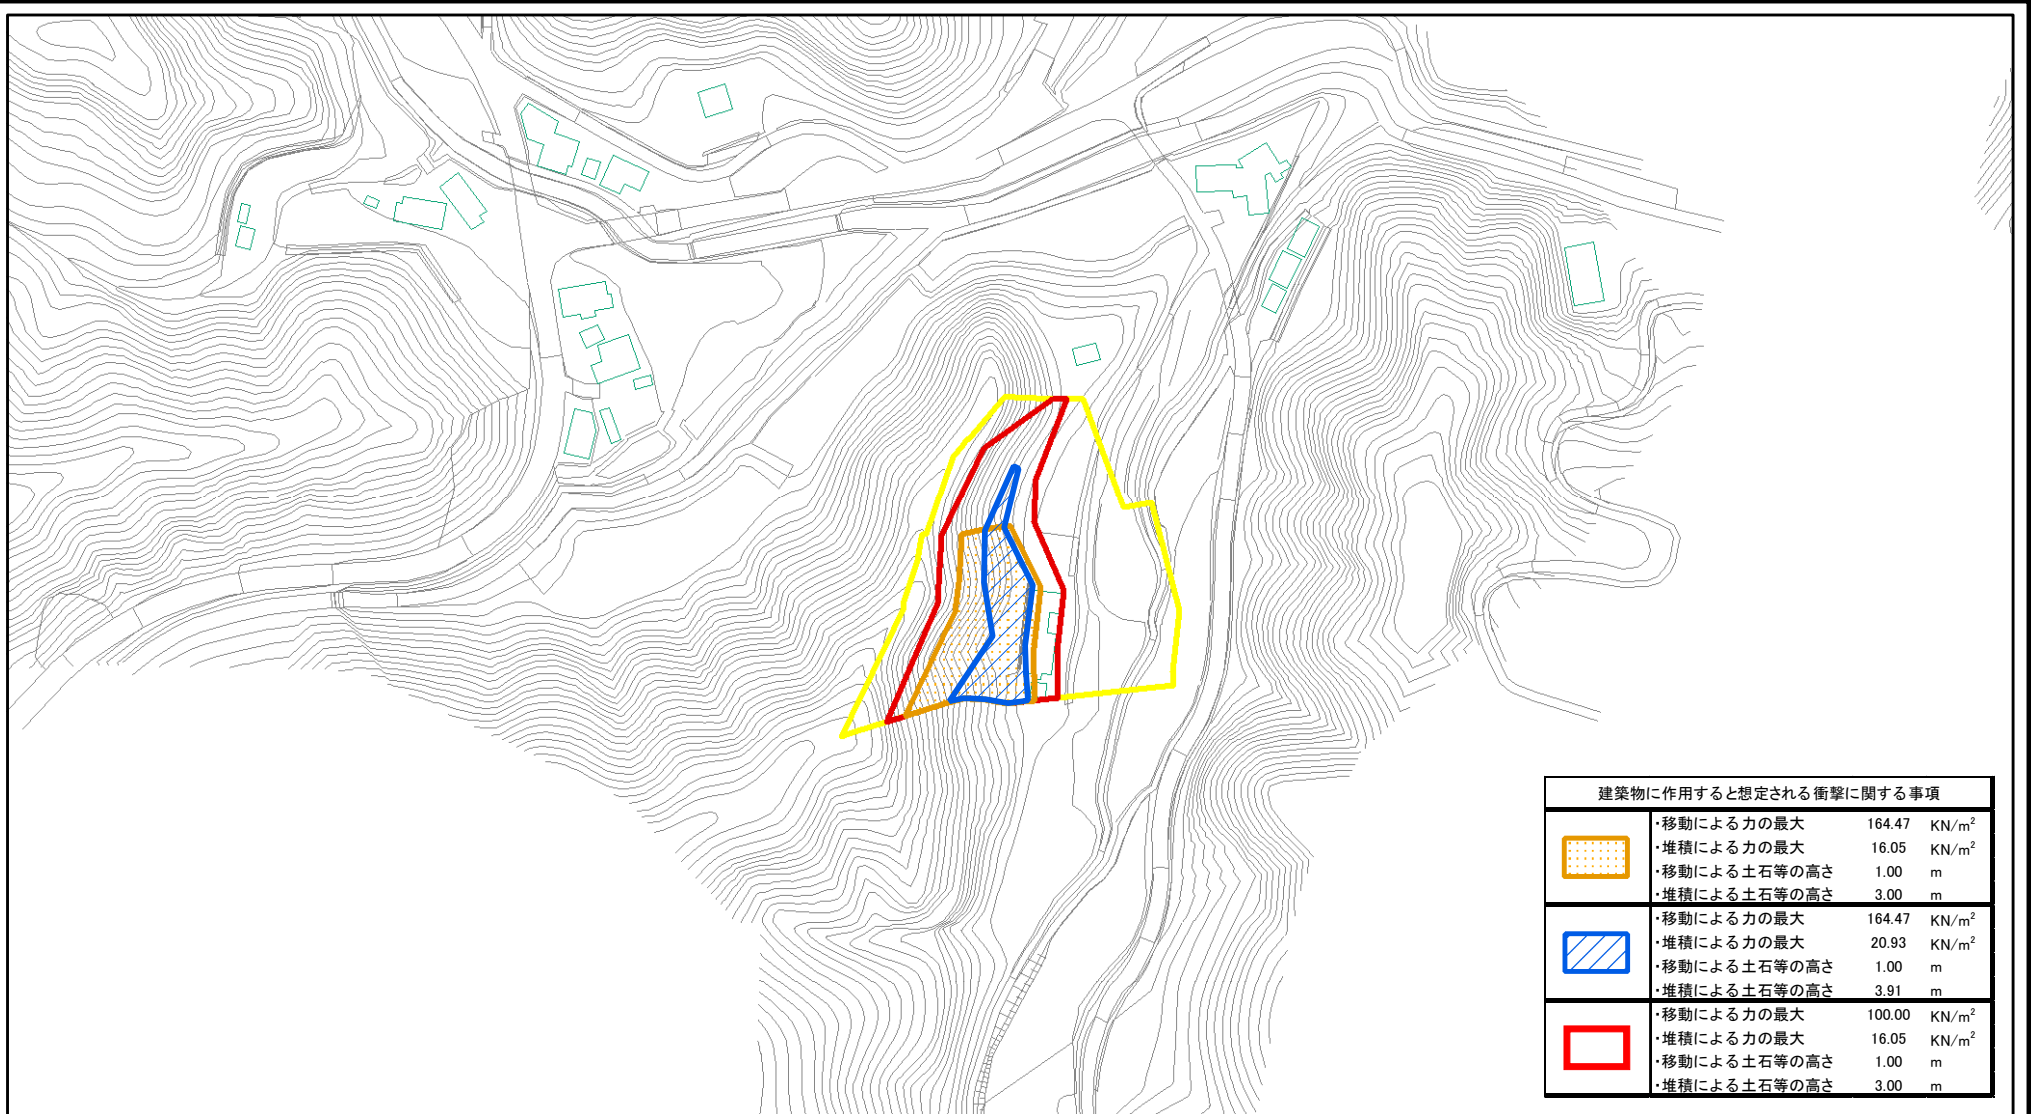 建築物に作用すると想定される衝撃に関する事項
・移動による力の最大 164.47 KN/m²
・堆積による力の最大 16.05 KN/m²
・移動による土石等の高さ 1.00 m
・堆積による土石等の高さ 3.00 m
・移動による力の最大 164.47 KN/m²
・堆積による力の最大 20.93 KN/m²
・移動による土石等の高さ 1.00 m
・堆積による土石等の高さ 3.91 m
・移動による力の最大 100.00 KN/m²
・堆積による力の最大 16.05 KN/m²
・移動による土石等の高さ 1.00 m
・堆積による土石等の高さ 3.00 m